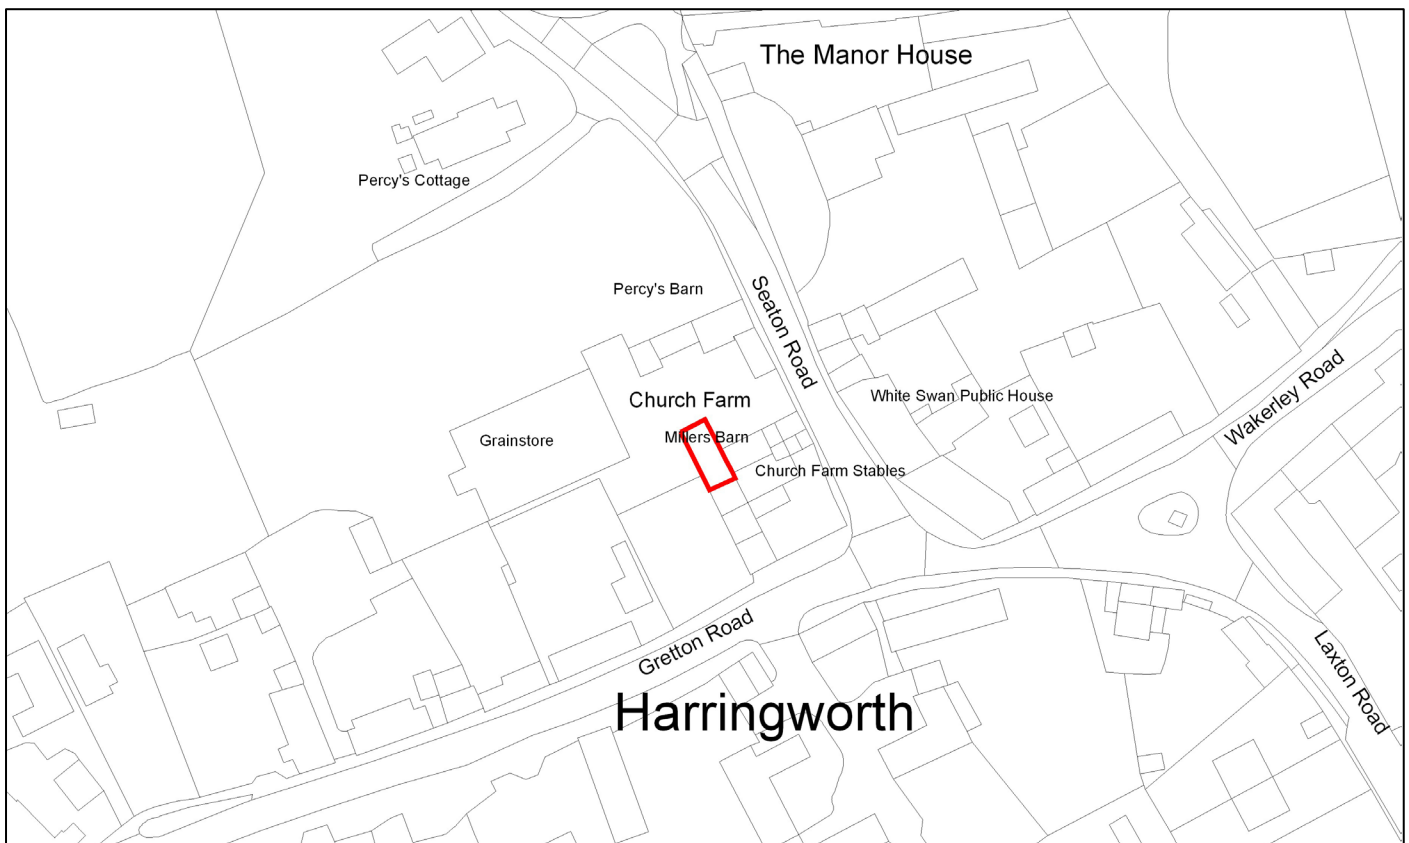 The Manor House
Percy's Cottage
Percy's Barn
Seaton Road
Church Farm
White Swan Public House
Wakerley Road
Grainstore
Millers Barn
Church Farm Stables
Gretton Road
Laxton Road
Harringworth